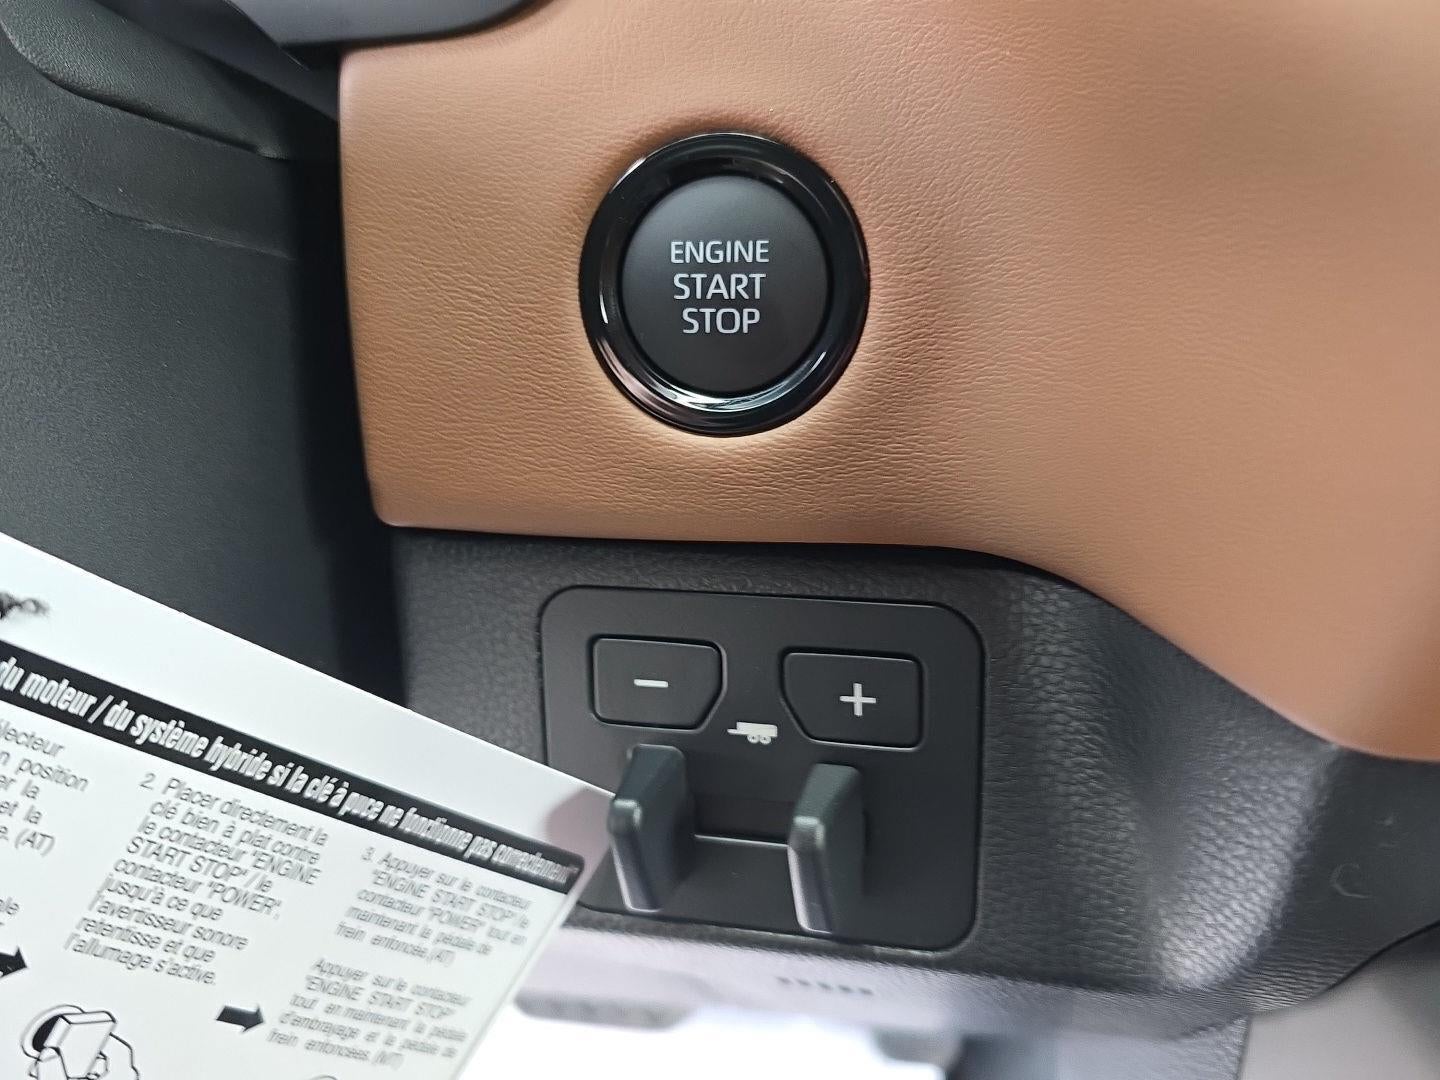 ENGINE
START
STOP
−
+
du moteur / du système hybride si la clé à puce ne fonctionne pas correctement*
position
et la
(AT)
2. Placer directement la
clé bien à plat contre
le contacteur "ENGINE
START STOP" / le
contacteur "POWER",
jusqu'à ce que
l'avertisseur sonore
retentisse et que
l'allumage s'active.
3. Appuyer sur le contacteur
"ENGINE START STOP"/ le
contacteur "POWER" tout en
maintenant la pédale de
frein enfoncée.(AT)
Appuyer sur le contacteur
"ENGINE START STOP"
tout en maintenant la pédale
d'embrayage et la pédale de
frein enfoncées. (MT)